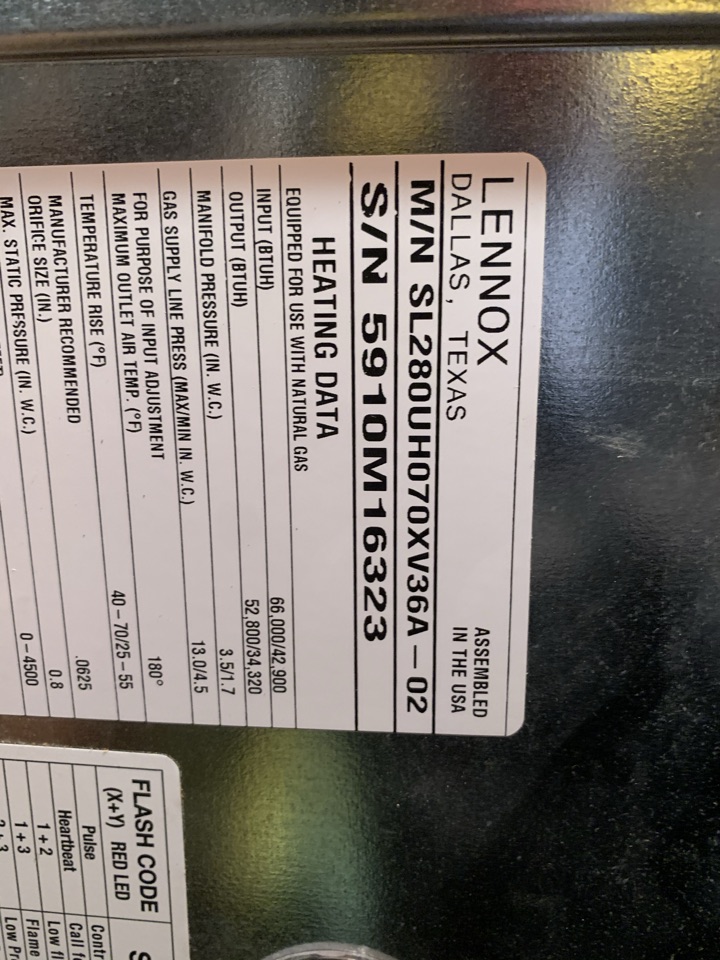 LENNOX
DALLAS, TEXAS
ASSEMBLED
IN THE USA
M/N SL280UH070XV36A–02
S/N 5910M16323
HEATING DATA
EQUIPPED FOR USE WITH NATURAL GAS
INPUT (BTUH) 66,000/42,900
OUTPUT (BTUH) 52,800/34,320
MANIFOLD PRESSURE (IN. W.C.) 3.5/1.7
GAS SUPPLY LINE PRESS (MAX/MIN IN. W.C.) 13.0/4.5
FOR PURPOSE OF INPUT ADJUSTMENT
MAXIMUM OUTLET AIR TEMP. (°F) 180°
TEMPERATURE RISE (°F) 40–70/25–55
MANUFACTURER RECOMMENDED
ORIFICE SIZE (IN.) .0625
MAX. STATIC PRESSURE (IN. W.C.) 0.8
0–4500
FLASH CODE
(X+Y) RED LED
Pulse
Heartbeat Call
1+2 Low
1+3 Flame
Low